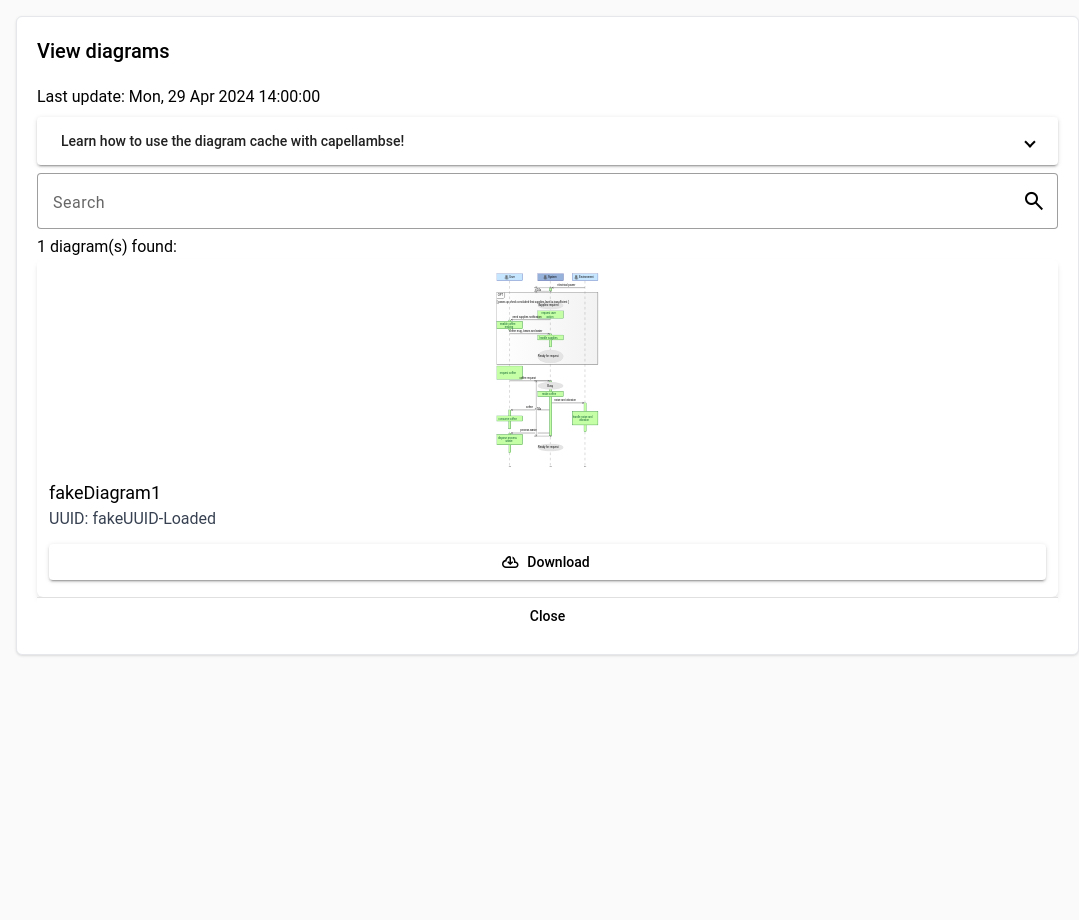 View diagrams
Last update: Mon, 29 Apr 2024 14:00:00
Learn how to use the diagram cache with capellambse!
Search
1 diagram(s) found:
fakeDiagram1
UUID: fakeUUID-Loaded
Download
Close